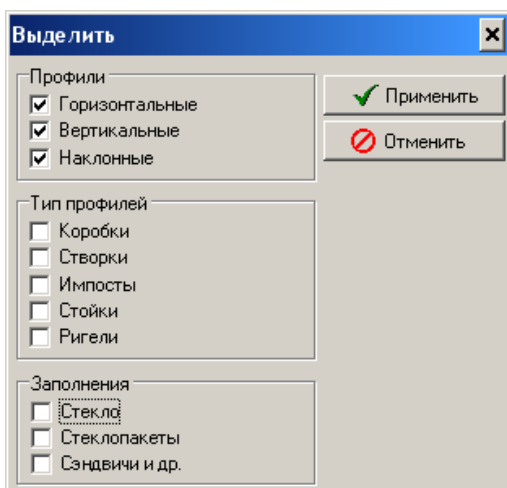 Выделить
Профили
Горизонтальные
Вертикальные
Наклонные
Применить
Отменить
Тип профилей
Коробки
Створки
Импосты
Стойки
Ригели
Заполнения
Стекло
Стеклопакеты
Сэндвичи и др.